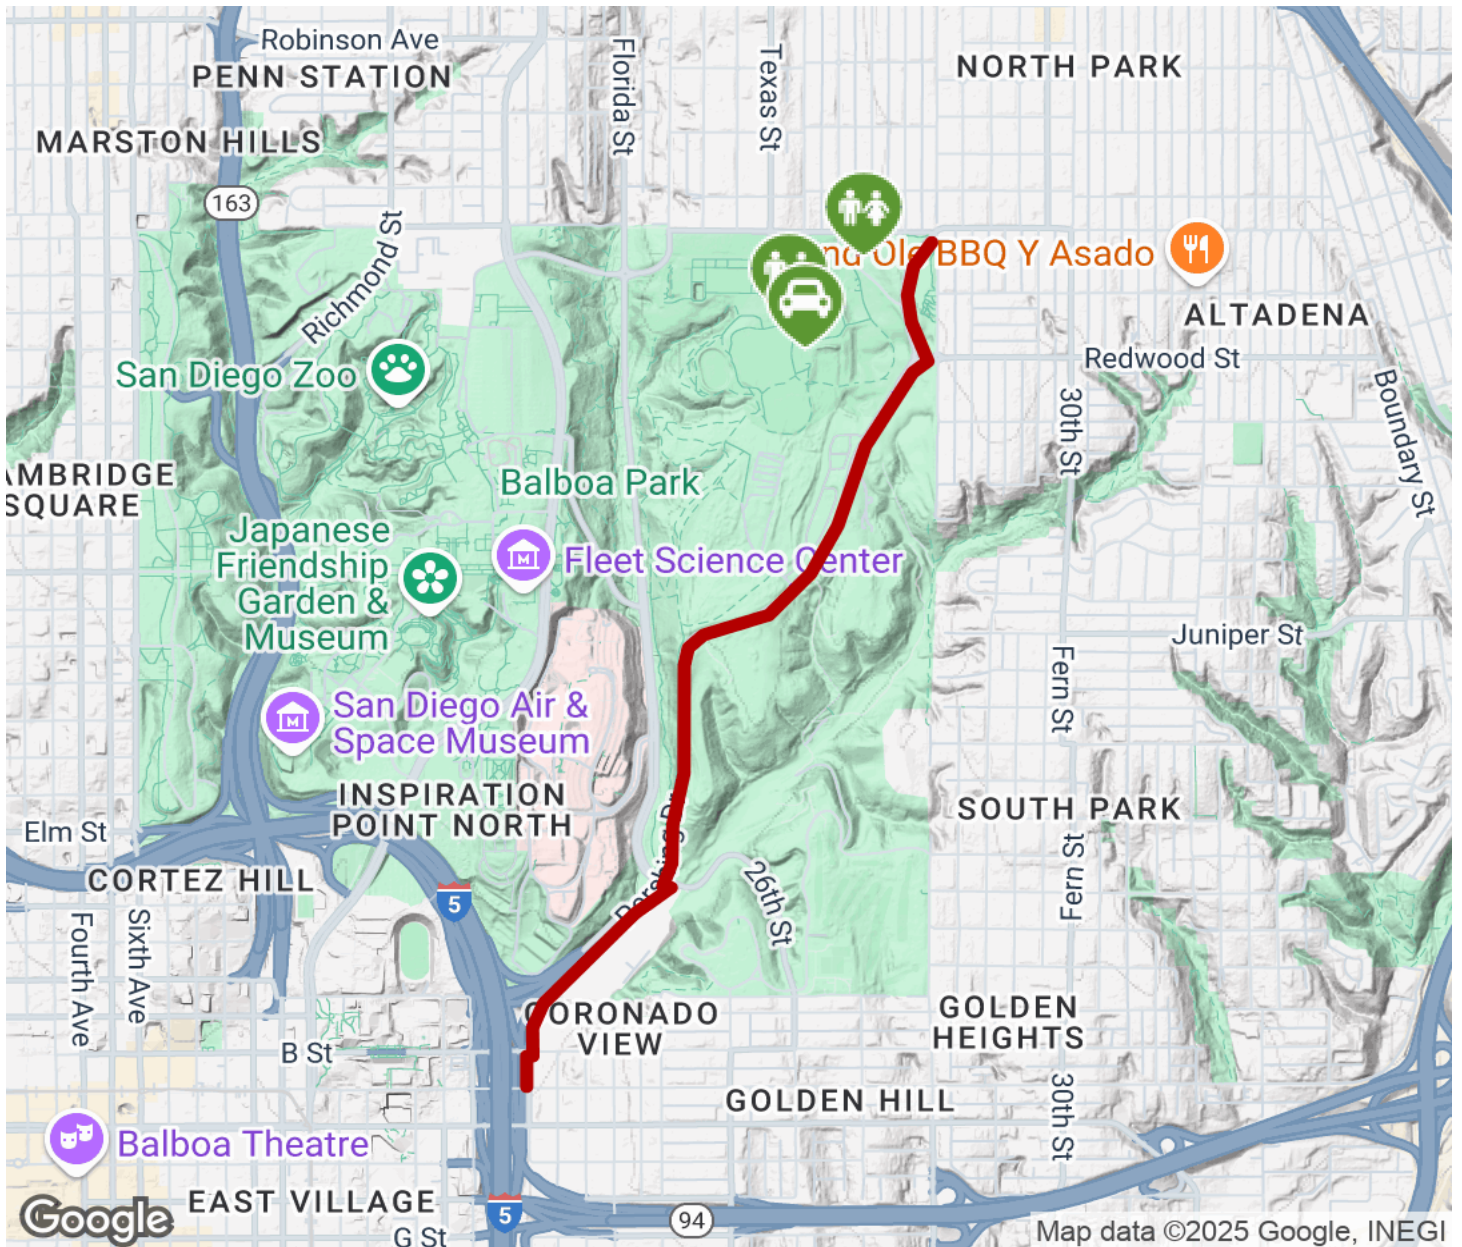 Robinson Ave
PENN STATION
Florida St
Texas St
NORTH PARK
MARSTON HILLS
163
Richmond St
nd Ole BBQ Y Asado
ALTADENA
San Diego Zoo
Redwood St
30th St
Boundary St
AMBRIDGE
SQUARE
Balboa Park
Japanese
Friendship
Garden &
Museum
Fleet Science Center
Juniper St
Fern St
San Diego Air &
Space Museum
INSPIRATION
POINT NORTH
SOUTH PARK
Elm St
Pershing Dr
CORTEZ HILL
5
26th St
Fern St
Fourth Ave
Sixth Ave
CORONADO
VIEW
GOLDEN
HEIGHTS
B St
GOLDEN HILL
30th St
Balboa Theatre
EAST VILLAGE
5
94
G St
Google
Map data ©2025 Google, INEGI